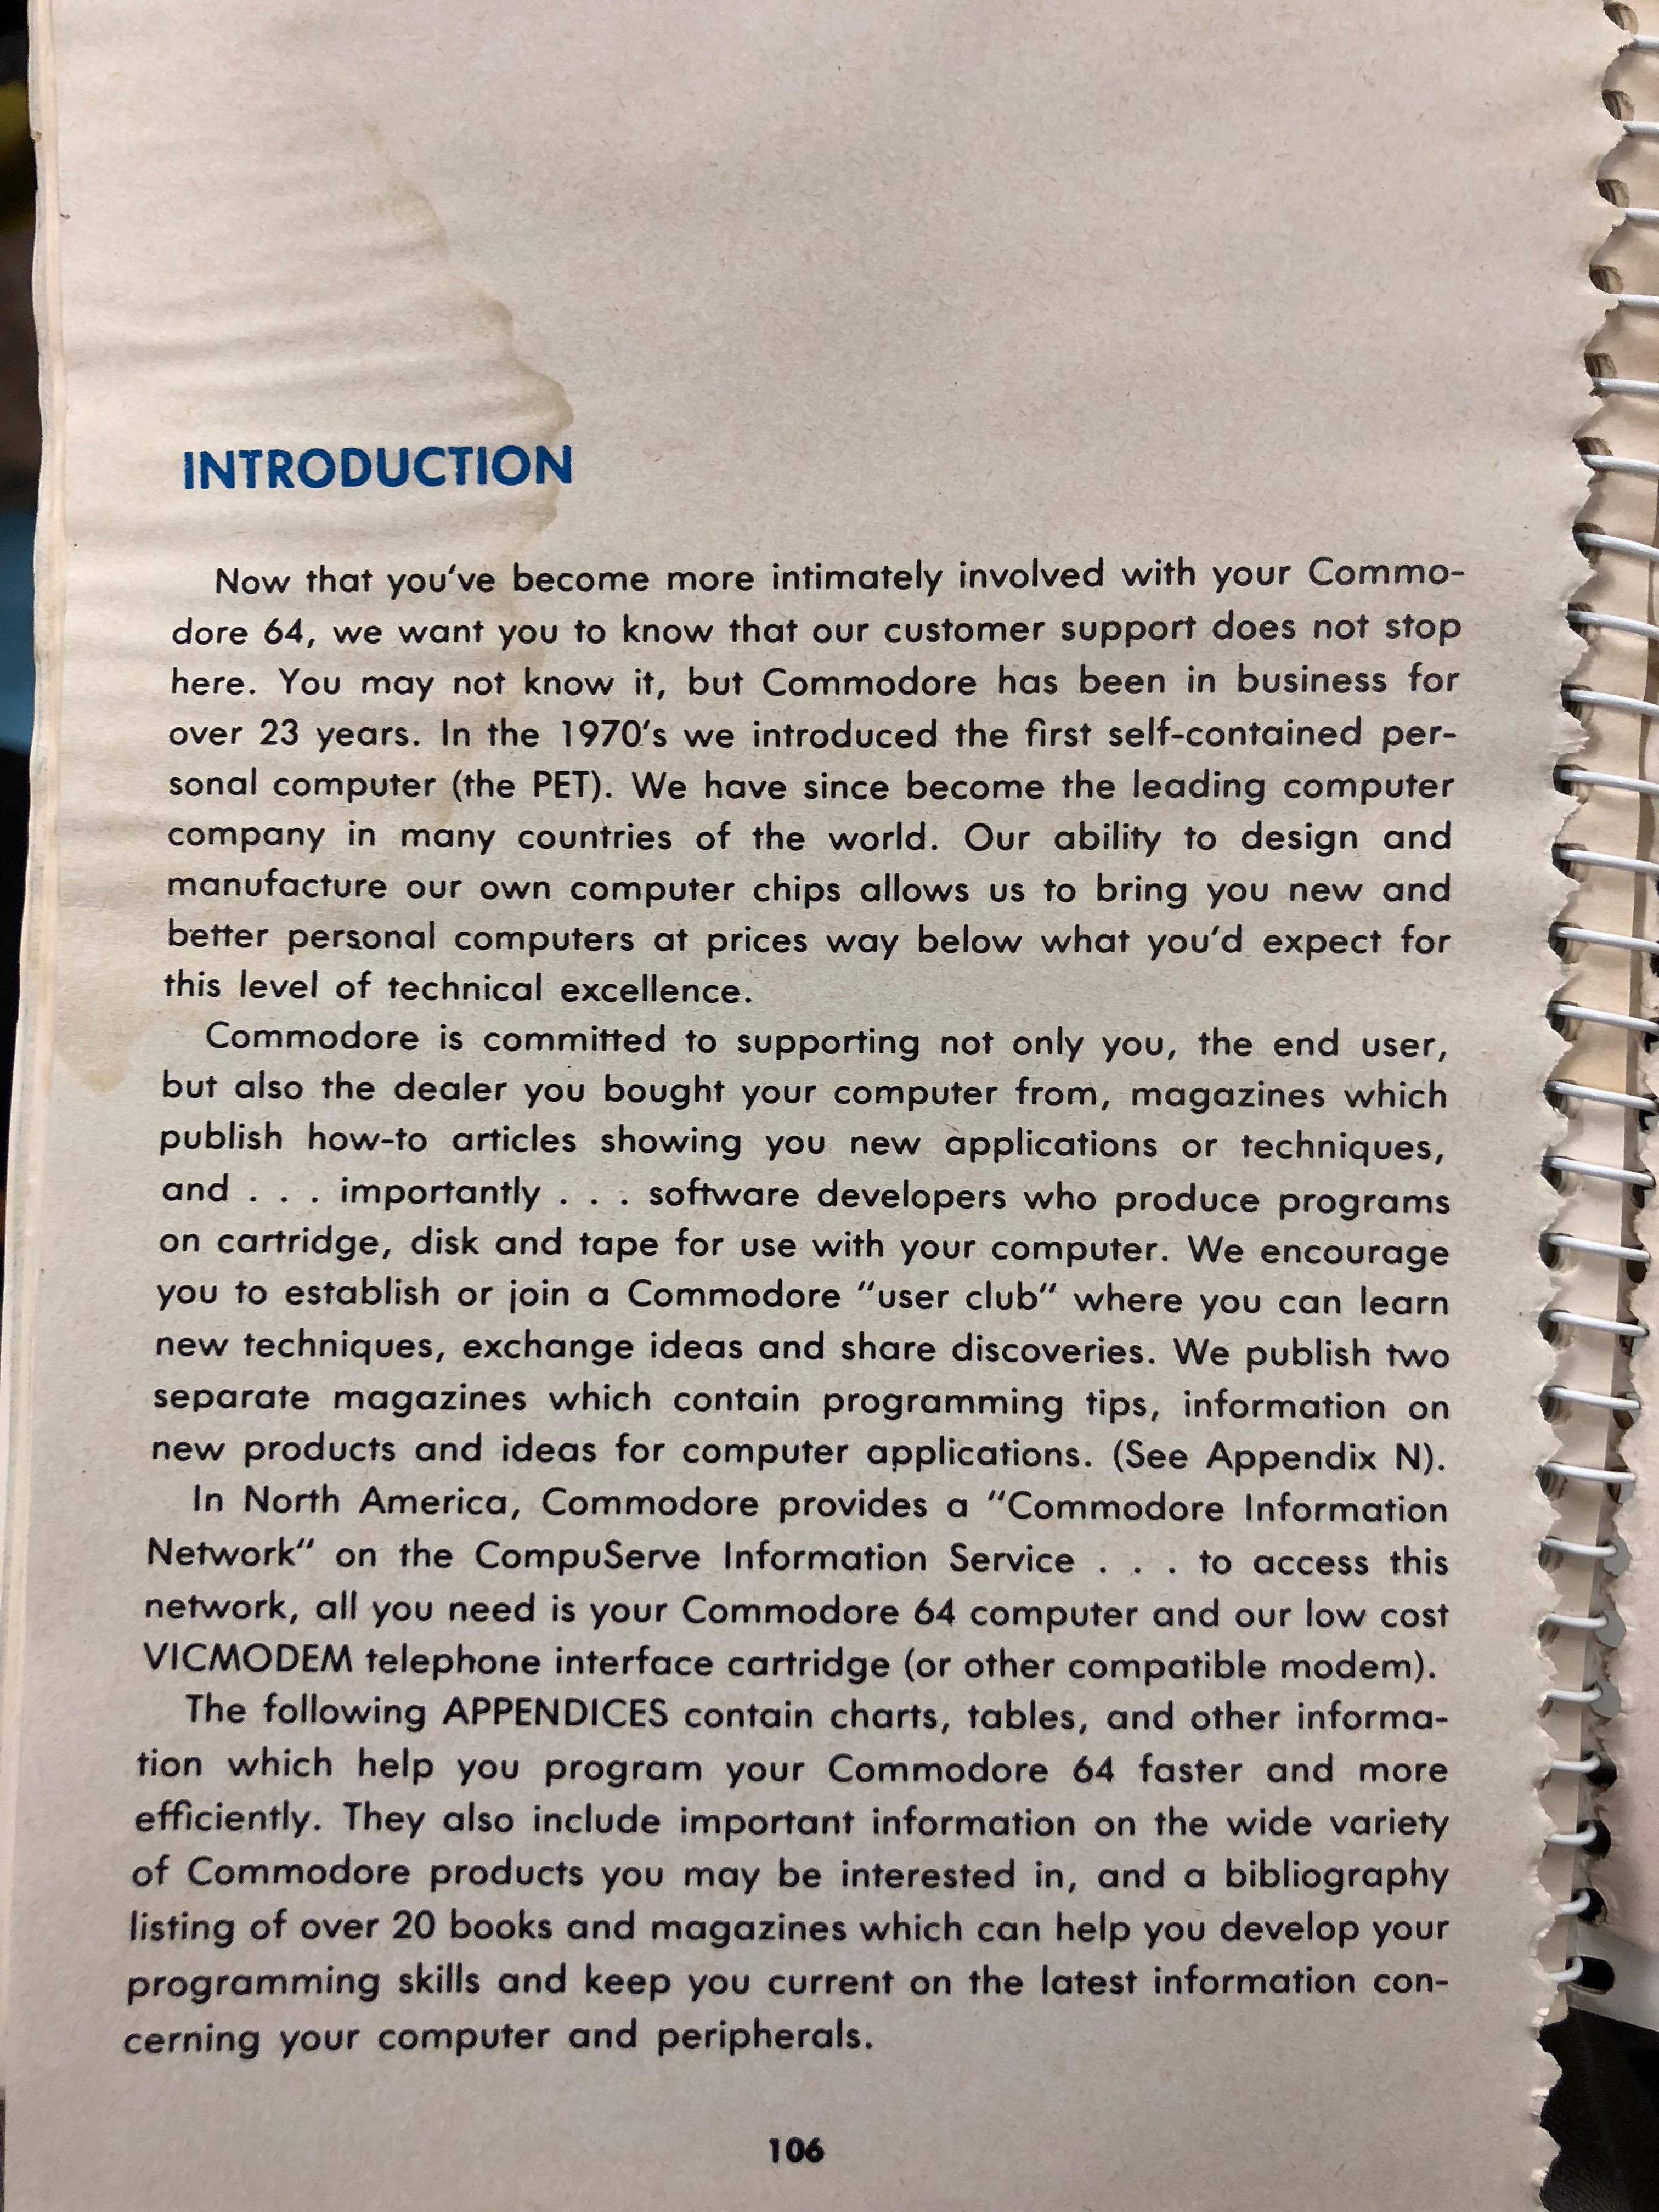 INTRODUCTION
Now that you've become more intimately involved with your Commo-
dore 64, we want you to know that our customer support does not stop
here. You may not know it, but Commodore has been in business for
over 23 years. In the 1970's we introduced the first self-contained per-
sonal computer (the PET). We have since become the leading computer
company in many countries of the world. Our ability to design and
manufacture our own computer chips allows us to bring you new and
better personal computers at prices way below what you'd expect for
this level of technical excellence.
Commodore is committed to supporting not only you, the end user,
but also the dealer you bought your computer from, magazines which
publish how-to articles showing you new applications or techniques,
and . . . importantly . . . software developers who produce programs
on cartridge, disk and tape for use with your computer. We encourage
you to establish or join a Commodore "user club" where you can learn
new techniques, exchange ideas and share discoveries. We publish two
separate magazines which contain programming tips, information on
new products and ideas for computer applications. (See Appendix N).
In North America, Commodore provides a "Commodore Information
Network" on the CompuServe Information Service . . . to access this
network, all you need is your Commodore 64 computer and our low cost
VICMODEM telephone interface cartridge (or other compatible modem).
The following APPENDICES contain charts, tables, and other informa-
tion which help you program your Commodore 64 faster and more
efficiently. They also include important information on the wide variety
of Commodore products you may be interested in, and a bibliography
listing of over 20 books and magazines which can help you develop your
programming skills and keep you current on the latest information con-
cerning your computer and peripherals.
106